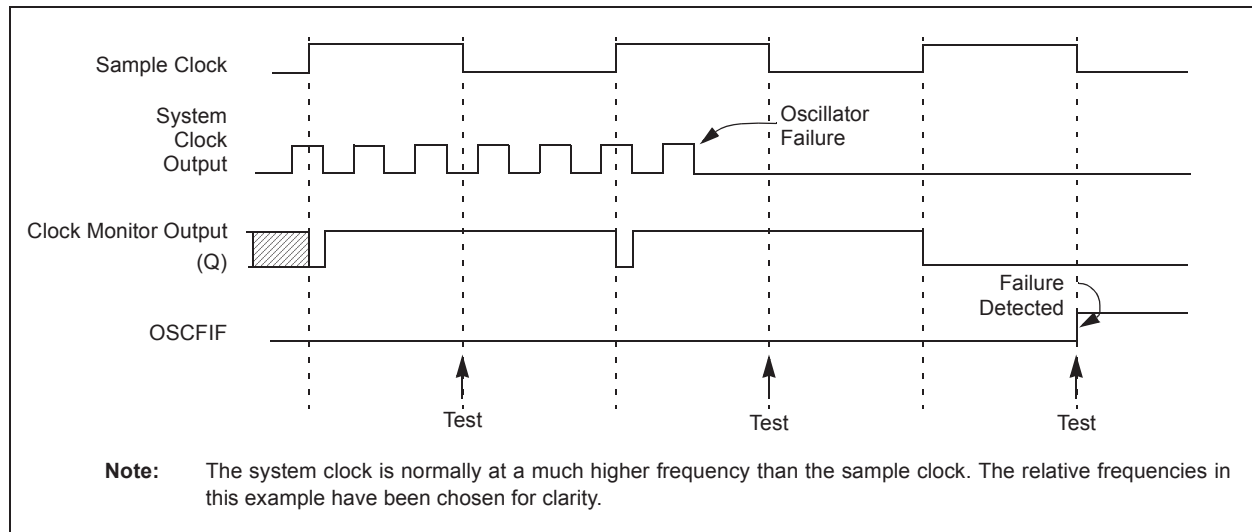 Sample Clock
System
Clock
Output
Oscillator
Failure
Clock Monitor Output
(Q)
Failure
Detected
OSCFIF
Test
Test
Test
Note: The system clock is normally at a much higher frequency than the sample clock. The relative frequencies in
this example have been chosen for clarity.